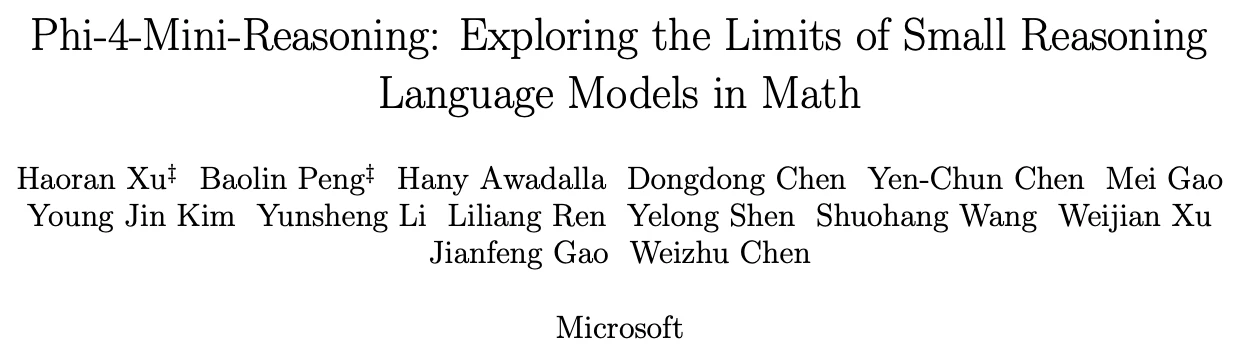 Phi-4-Mini-Reasoning: Exploring the Limits of Small Reasoning
Language Models in Math
Haoran Xu‡ Baolin Peng‡ Hany Awadalla Dongdong Chen Yen-Chun Chen Mei Gao
Young Jin Kim Yunsheng Li Liliang Ren Yelong Shen Shuohang Wang Weijian Xu
Jianfeng Gao Weizhu Chen
Microsoft